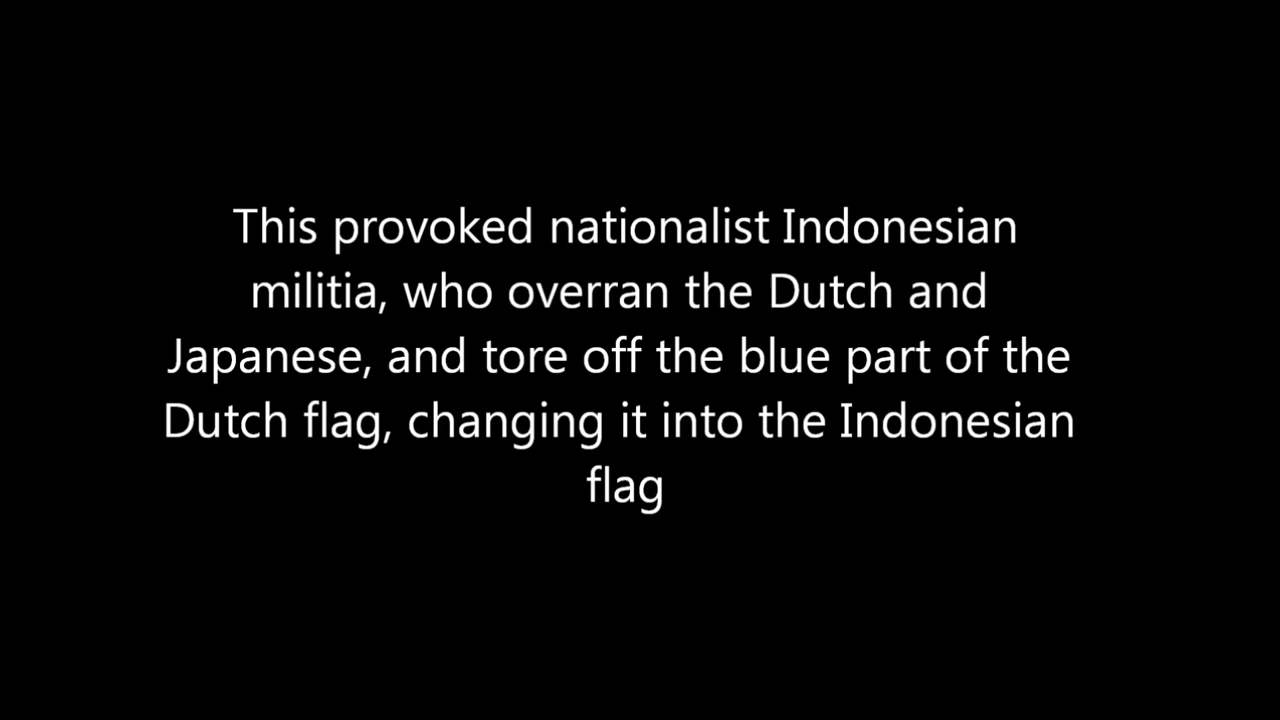 This provoked nationalist Indonesian
militia, who overran the Dutch and
Japanese, and tore off the blue part of the
Dutch flag, changing it into the Indonesian
flag